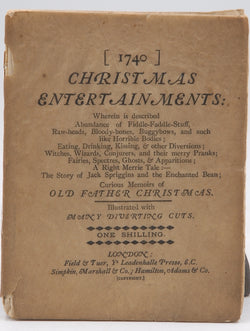 [ 1740 ]
CHRISTMAS
ENTERTAINMENTS:
Wherein is described
Abundance of Fiddle-Faddle-Stuff,
Raw-heads, Bloody-bones, Buggybows, and such
like Horrible Bodies;
Eating, Drinking, Kissing, & other Diversions;
Witches, Wizards, Conjurers, and their merry Pranks;
Fairies, Spectres, Ghosts, & Apparitions;
A Right Merrie Tale:—
The Story of Jack Spriggins and the Enchanted Bean;
Curious Memoirs of
OLD FATHER CHRISTMAS.
Illustrated with
MANY DIVERTING CUTS.
ONE SHILLING.
LONDON:
Field & Tuer, Ye Leadenhalle Presse, E.C.
Simpkin, Marshall & Co.; Hamilton, Adams & Co.
[COPYRIGHT.]